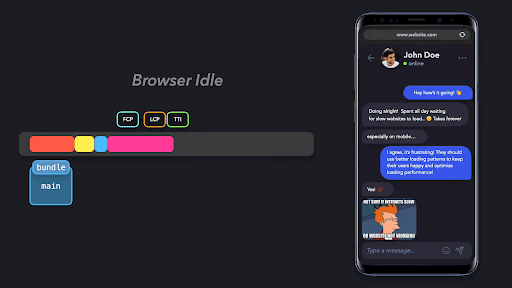 www.website.com
John Doe
online
Browser Idle
Hey how's it going! 👋
FCP
LCP
TTI
Doing alright! Spent all day waiting
for slow websites to load.. 😔 Takes forever
especially on mobile....
I agree, it's frustrating! They should
use better loading patterns to keep
their users happy and optimize
loading performance!
bundle
main
Yes! 💯
NOT SURE IF INTERNETS SLOW
OR WEBSITE NOT WORKING
Type a message..